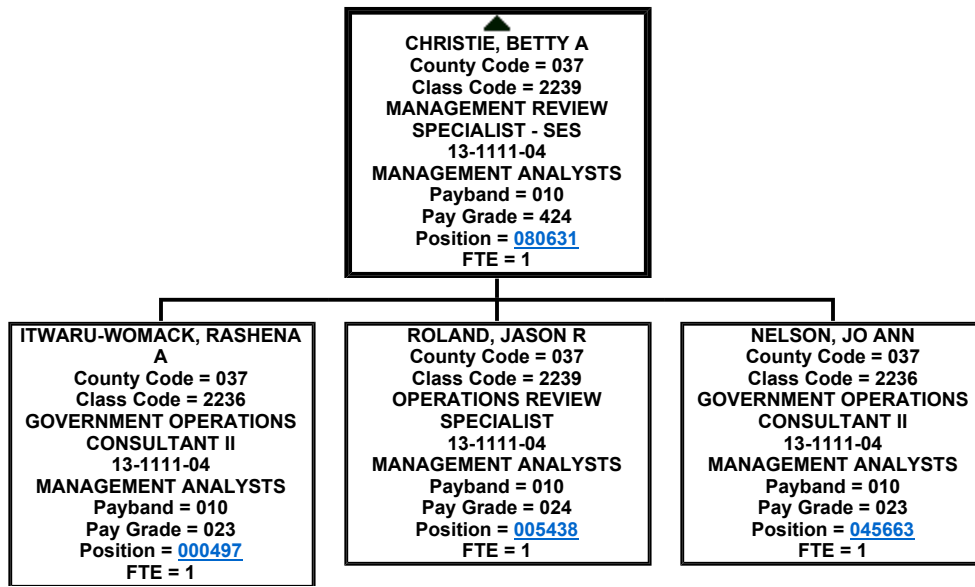 CHRISTIE, BETTY A
County Code = 037
Class Code = 2239
MANAGEMENT REVIEW
SPECIALIST - SES
13-1111-04
MANAGEMENT ANALYSTS
Payband = 010
Pay Grade = 424
Position = 080631
FTE = 1
ITWARU-WOMACK, RASHENA
A
County Code = 037
Class Code = 2236
GOVERNMENT OPERATIONS
CONSULTANT II
13-1111-04
MANAGEMENT ANALYSTS
Payband = 010
Pay Grade = 023
Position = 000497
FTE = 1
ROLAND, JASON R
County Code = 037
Class Code = 2239
OPERATIONS REVIEW
SPECIALIST
13-1111-04
MANAGEMENT ANALYSTS
Payband = 010
Pay Grade = 024
Position = 005438
FTE = 1
NELSON, JO ANN
County Code = 037
Class Code = 2236
GOVERNMENT OPERATIONS
CONSULTANT II
13-1111-04
MANAGEMENT ANALYSTS
Payband = 010
Pay Grade = 023
Position = 045663
FTE = 1